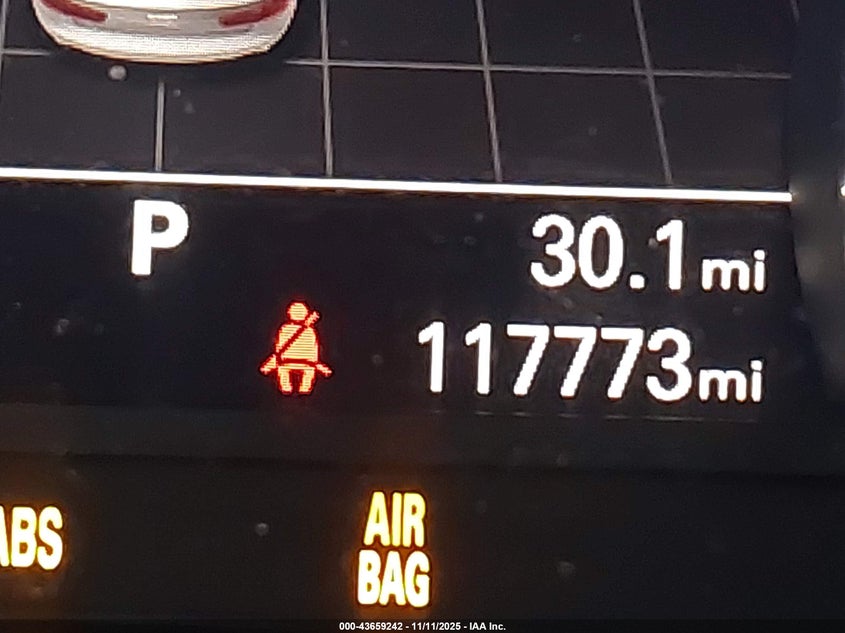 P
30.1 mi
117773 mi
ABS
AIR
BAG
000-43659242 - 11/11/2025 - IAA Inc.